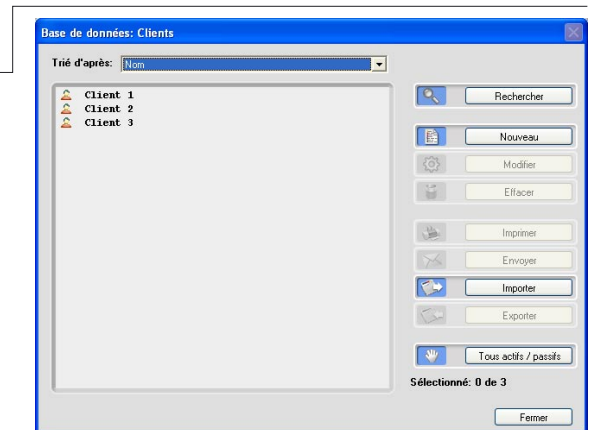 Base de données: Clients
Trié d'après: Nom
Client 1
Client 2
Client 3
Rechercher
Nouveau
Modifier
Effacer
Imprimer
Envoyer
Importer
Exporter
Tous actifs / passifs
Sélectionné: 0 de 3
Fermer